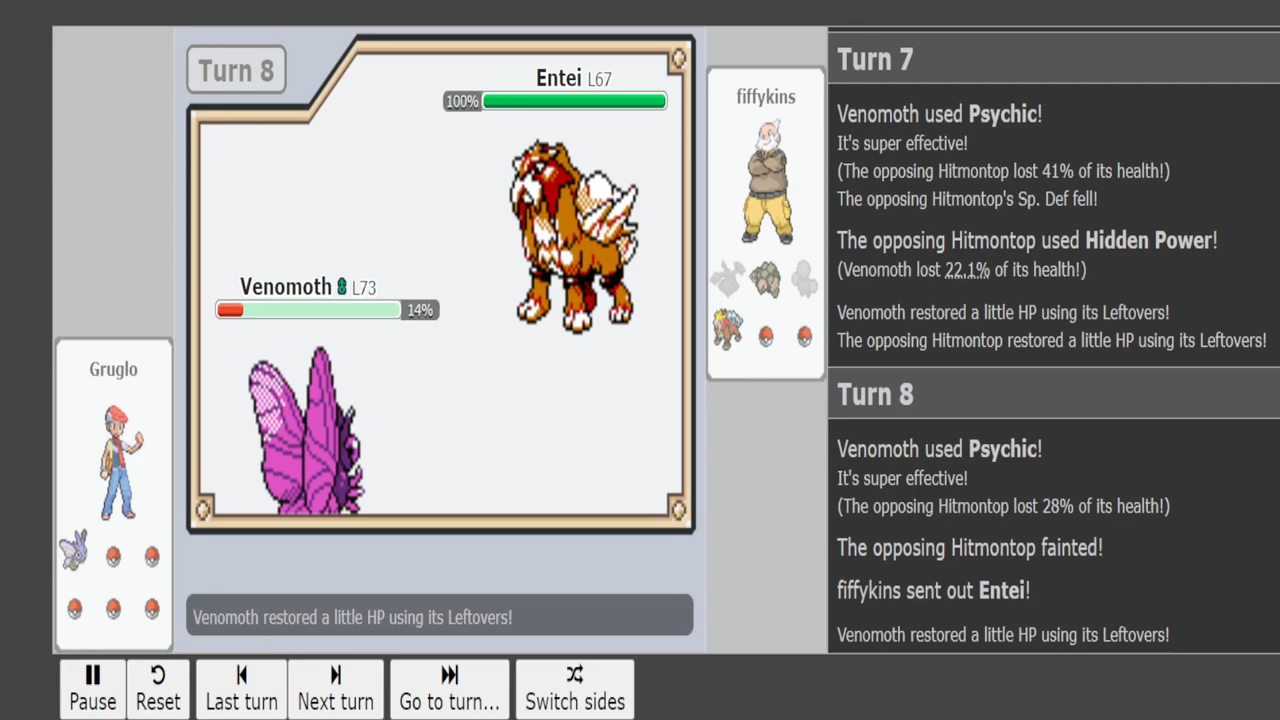 Turn 8
Entei L67
100%
Venomoth L73
14%
Gruglo
fiffykins
Venomoth restored a little HP using its Leftovers!
Turn 7
Venomoth used Psychic!
It's super effective!
(The opposing Hitmontop lost 41% of its health!)
The opposing Hitmontop's Sp. Def fell!
The opposing Hitmontop used Hidden Power!
(Venomoth lost 22.1% of its health!)
Venomoth restored a little HP using its Leftovers!
The opposing Hitmontop restored a little HP using its Leftovers!
Turn 8
Venomoth used Psychic!
It's super effective!
(The opposing Hitmontop lost 28% of its health!)
The opposing Hitmontop fainted!
fiffykins sent out Entei!
Venomoth restored a little HP using its Leftovers!
Pause
Reset
Last turn
Next turn
Go to turn...
Switch sides